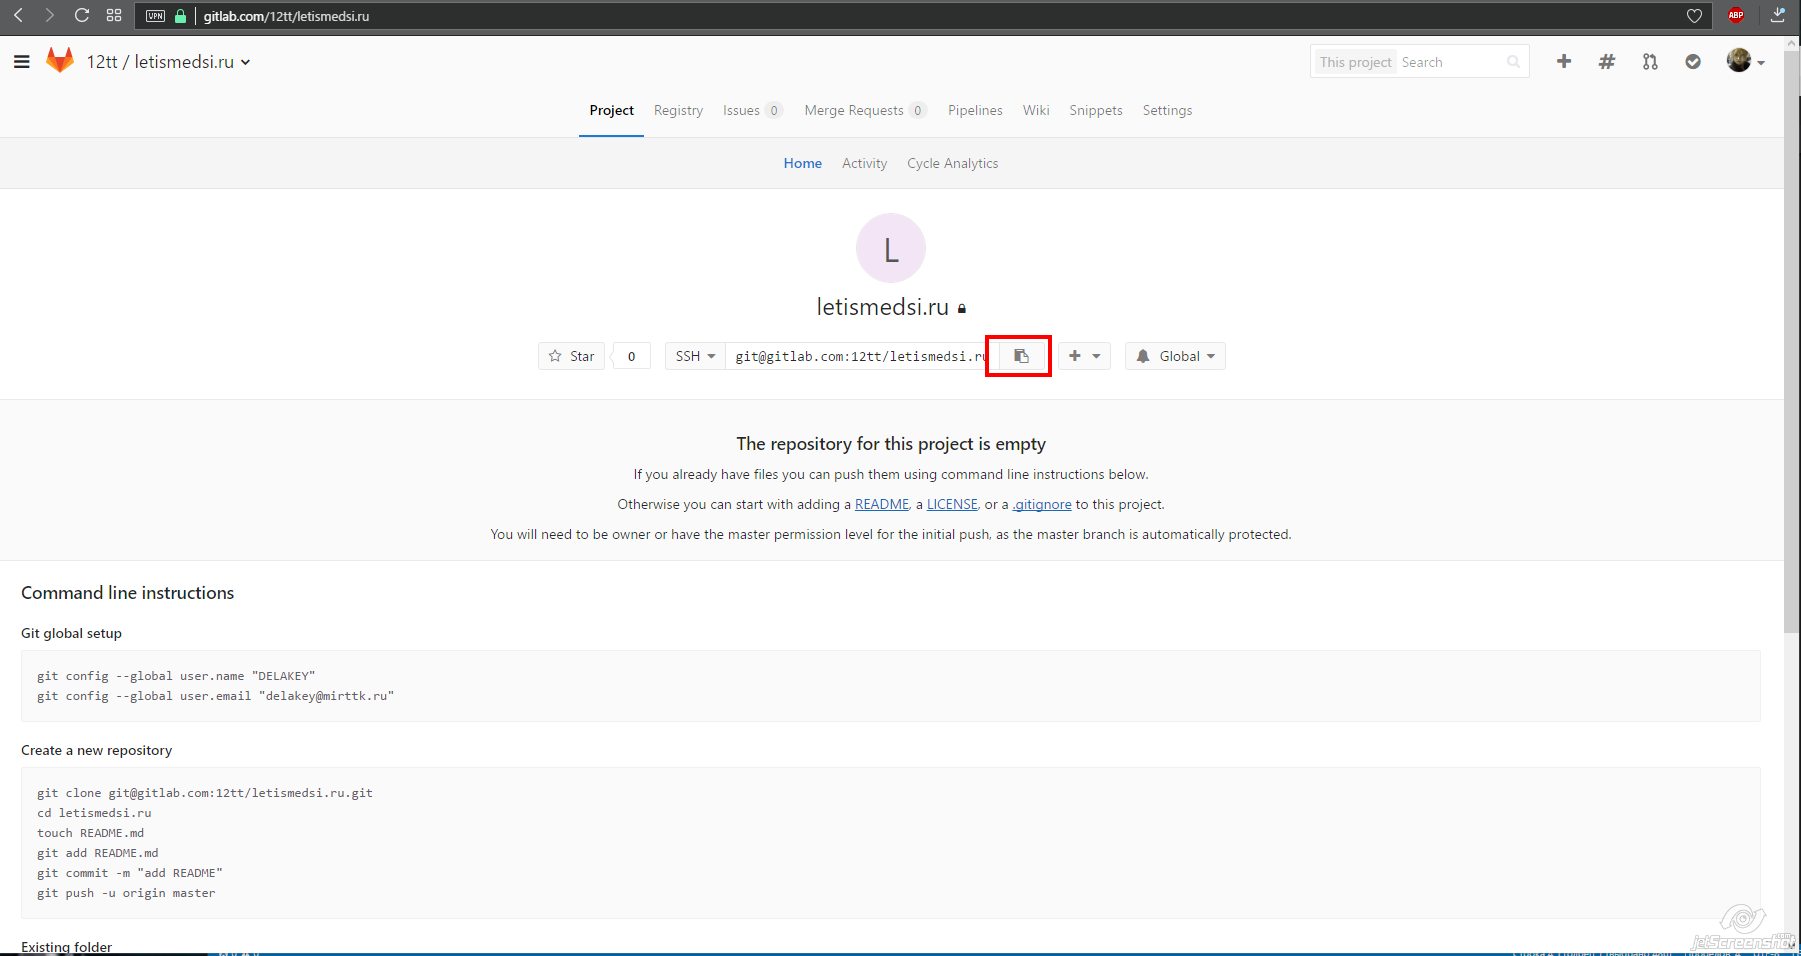 VPN gitlab.com/12tt/letismedsi.ru ABP
12tt / letismedsi.ru This project Search
Project Registry Issues 0 Merge Requests 0 Pipelines Wiki Snippets Settings
Home Activity Cycle Analytics
L
letismedsi.ru
Star 0 SSH git@gitlab.com:12tt/letismedsi.ru Global
The repository for this project is empty
If you already have files you can push them using command line instructions below.
Otherwise you can start with adding a README, a LICENSE, or a .gitignore to this project.
You will need to be owner or have the master permission level for the initial push, as the master branch is automatically protected.
Command line instructions
Git global setup
git config --global user.name "DELAKEY"
git config --global user.email "delakey@mirttk.ru"
Create a new repository
git clone git@gitlab.com:12tt/letismedsi.ru.git
cd letismedsi.ru
touch README.md
git add README.md
git commit -m "add README"
git push -u origin master
Existing folder
jetScreenshot
.com